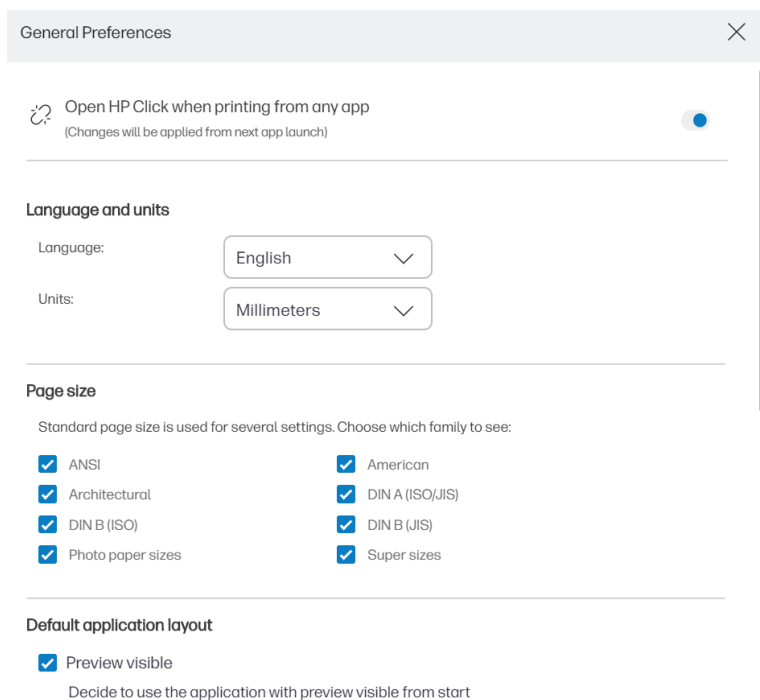 General Preferences
Open HP Click when printing from any app
(Changes will be applied from next app launch)
Language and units
Language:
English
Units:
Millimeters
Page size
Standard page size is used for several settings. Choose which family to see:
ANSI
American
Architectural
DIN A (ISO/JIS)
DIN B (ISO)
DIN B (JIS)
Photo paper sizes
Super sizes
Default application layout
Preview visible
Decide to use the application with preview visible from start